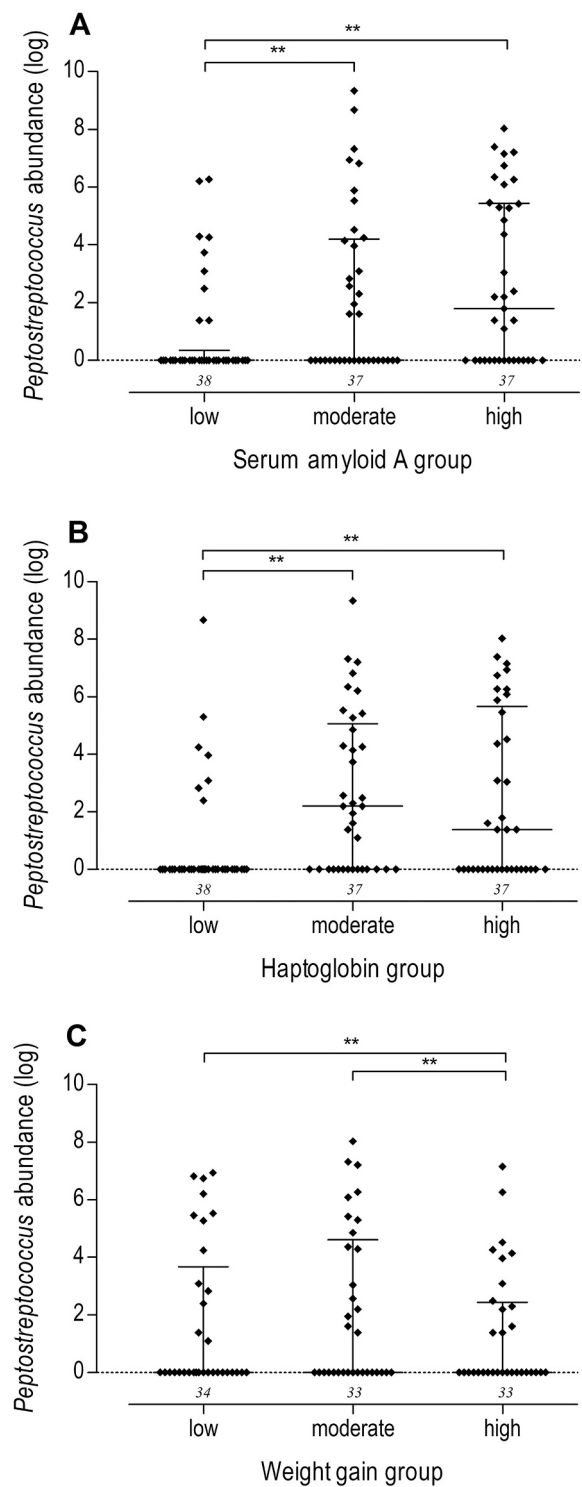 A
**
**
Peptostreptococcus abundance (log)
10
8
6
4
2
0
38 37 37
low moderate high
Serum amyloid A group
B
**
**
Peptostreptococcus abundance (log)
10
8
6
4
2
0
38 37 37
low moderate high
Haptoglobin group
C
**
**
Peptostreptococcus abundance (log)
10
8
6
4
2
0
34 33 33
low moderate high
Weight gain group